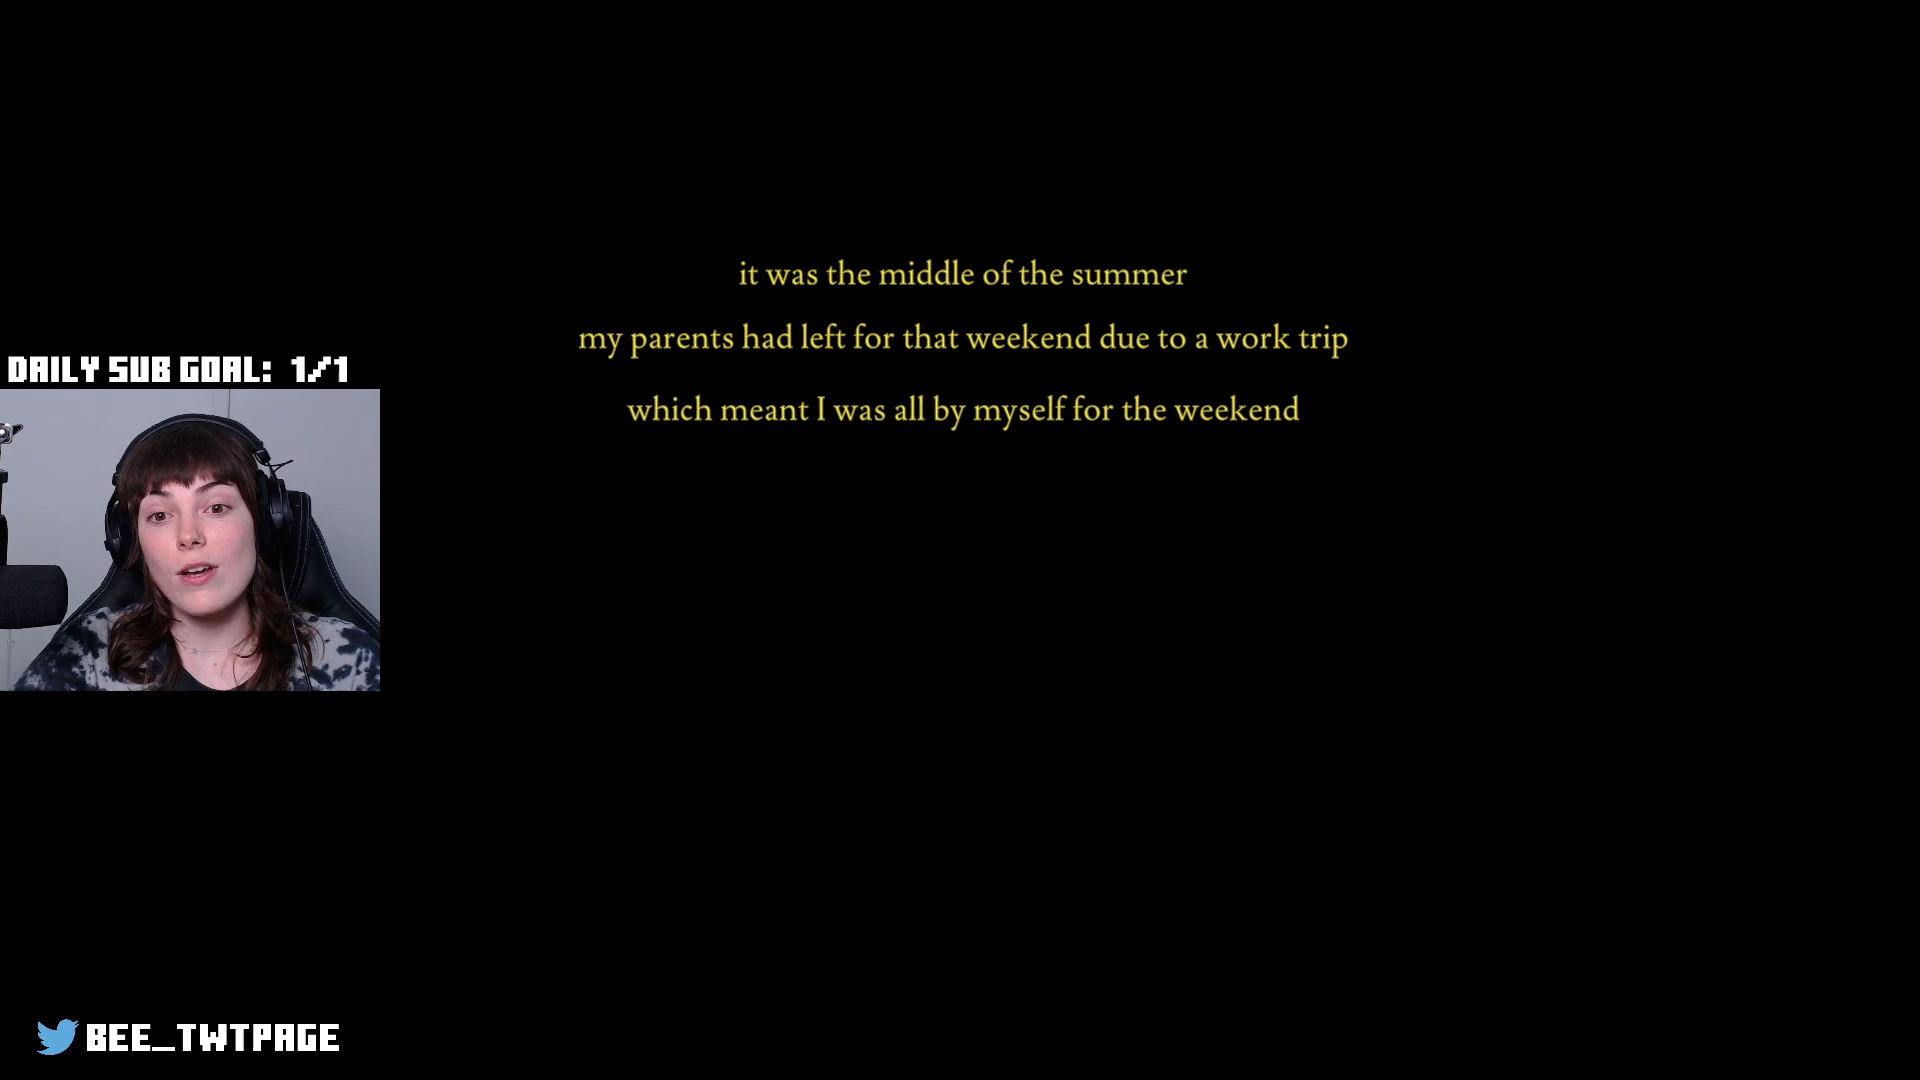 it was the middle of the summer
my parents had left for that weekend due to a work trip
which meant I was all by myself for the weekend
DAILY SUB GOAL: 1/1
BEE_TWTPAGE